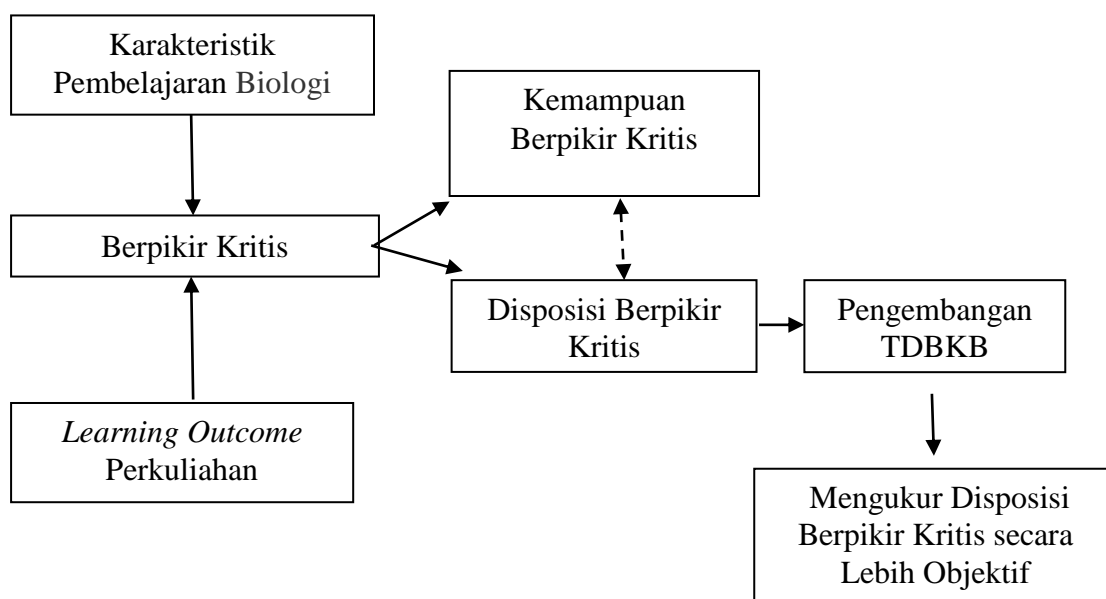 Karakteristik
Pembelajaran Biologi
Kemampuan
Berpikir Kritis
Berpikir Kritis
Disposisi Berpikir
Kritis
Pengembangan
TDBKB
Learning Outcome
Perkuliahan
Mengukur Disposisi
Berpikir Kritis secara
Lebih Objektif